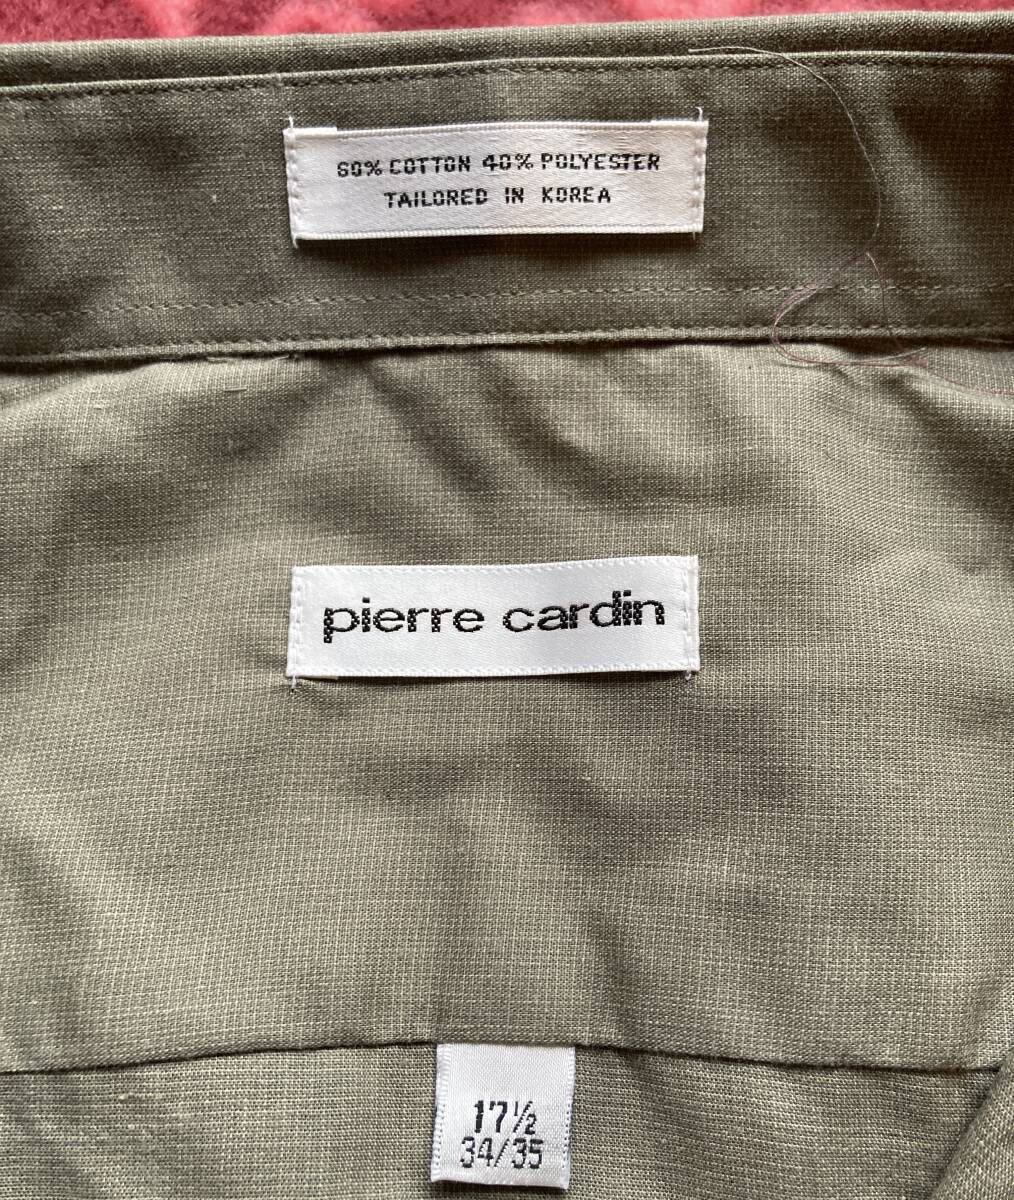 60% COTTON 40% POLYESTER
TAILORED IN KOREA
pierre cardin
17½
34/35